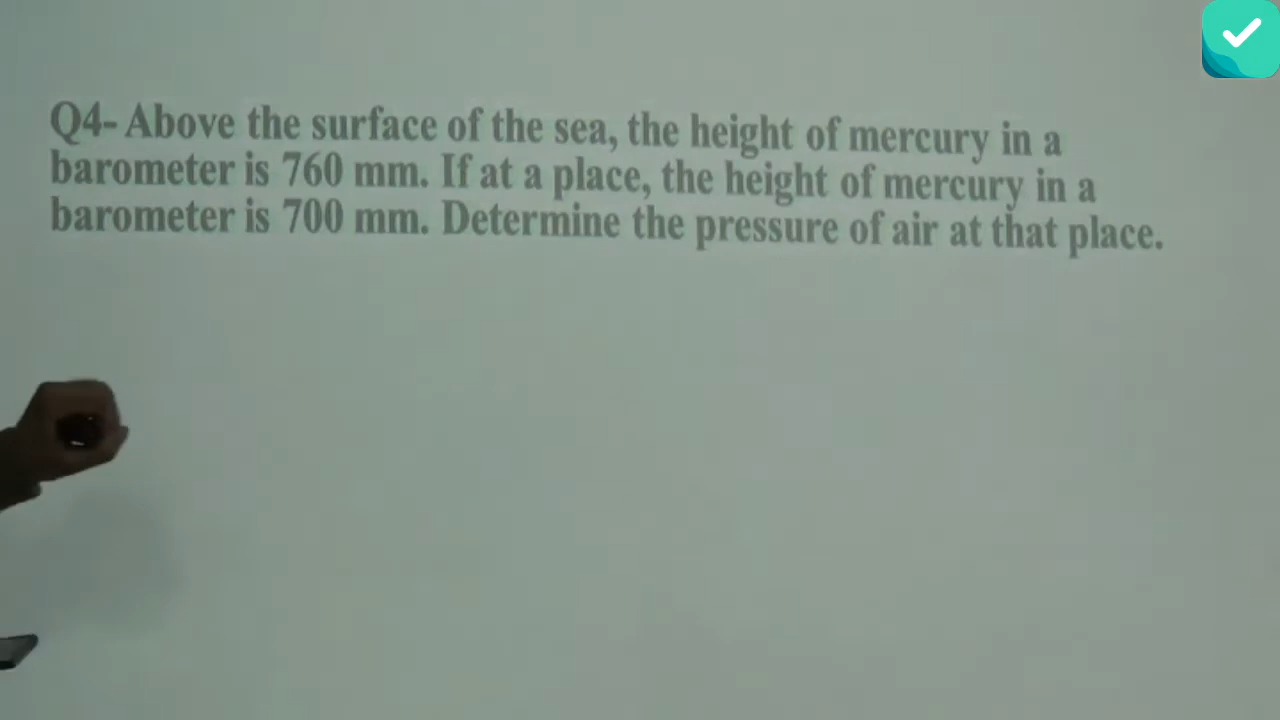 Q4- Above the surface of the sea, the height of mercury in a
barometer is 760 mm. If at a place, the height of mercury in a
barometer is 700 mm. Determine the pressure of air at that place.